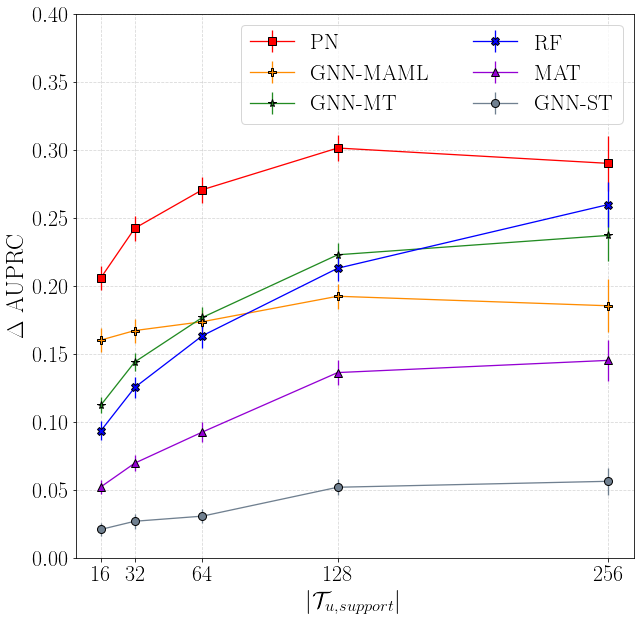 0.40
0.35
0.30
0.25
0.20
0.15
0.10
0.05
0.00
Δ AUPRC
PN
GNN-MAML
GNN-MT
RF
MAT
GNN-ST
16 32 64 128 256
|𝒯u,support|